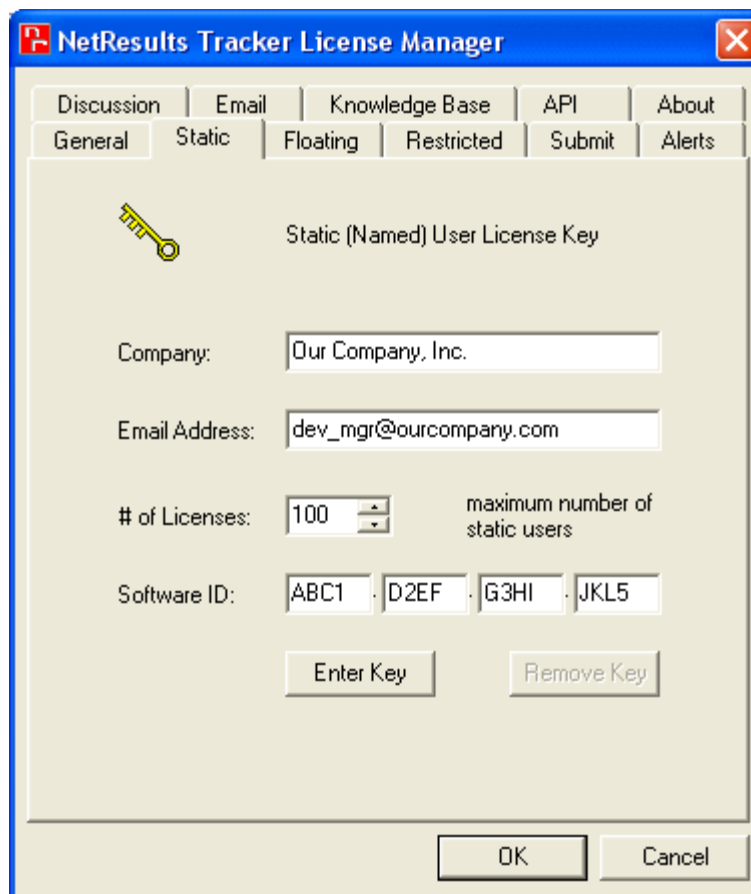 NetResults Tracker License Manager
Discussion Email Knowledge Base API About
General Static Floating Restricted Submit Alerts
Static (Named) User License Key
Company: Our Company, Inc.
Email Address: dev_mgr@ourcompany.com
# of Licenses: 100 maximum number of
static users
Software ID: ABC1 . D2EF . G3HI . JKL5
Enter Key Remove Key
OK Cancel